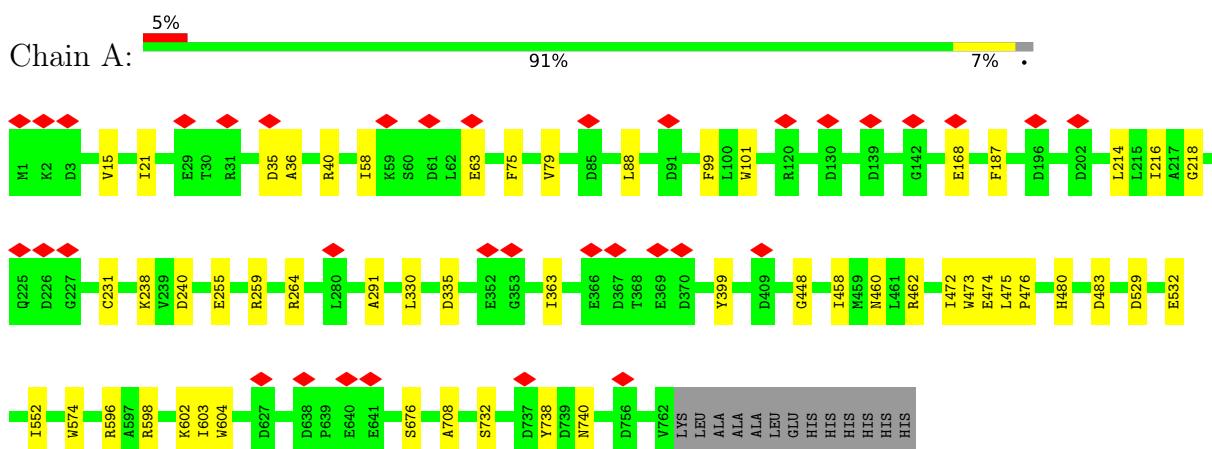 5%
Chain A:
91% 7% •
M1 K2 D3 V15 I21 E29 T30 R31 D35 A36 R40 I58 K59 S60 D61 L62 E63 F75 V79 D85 L88 D91 F99 L100 W101 R120 D130 D139 G142 E168 F187 D196 D202 L214 L215 I216 A217 G218
Q225 D226 G227 C231 K238 V239 D240 E255 R259 R264 L280 A291 L330 D335 E352 G353 I363 E366 D367 T368 E369 D370 Y399 D409 G448 I458 M459 N460 L461 R462 I472 W473 E474 L475 P476 H480 D483 D529 E532
I552 W574 R596 A597 R598 K602 I603 W604 D627 D638 P639 E640 E641 S676 A708 S732 D737 Y738 D739 N740 D756 V762 LYS LEU ALA ALA ALA LEU GLU HIS HIS HIS HIS HIS HIS